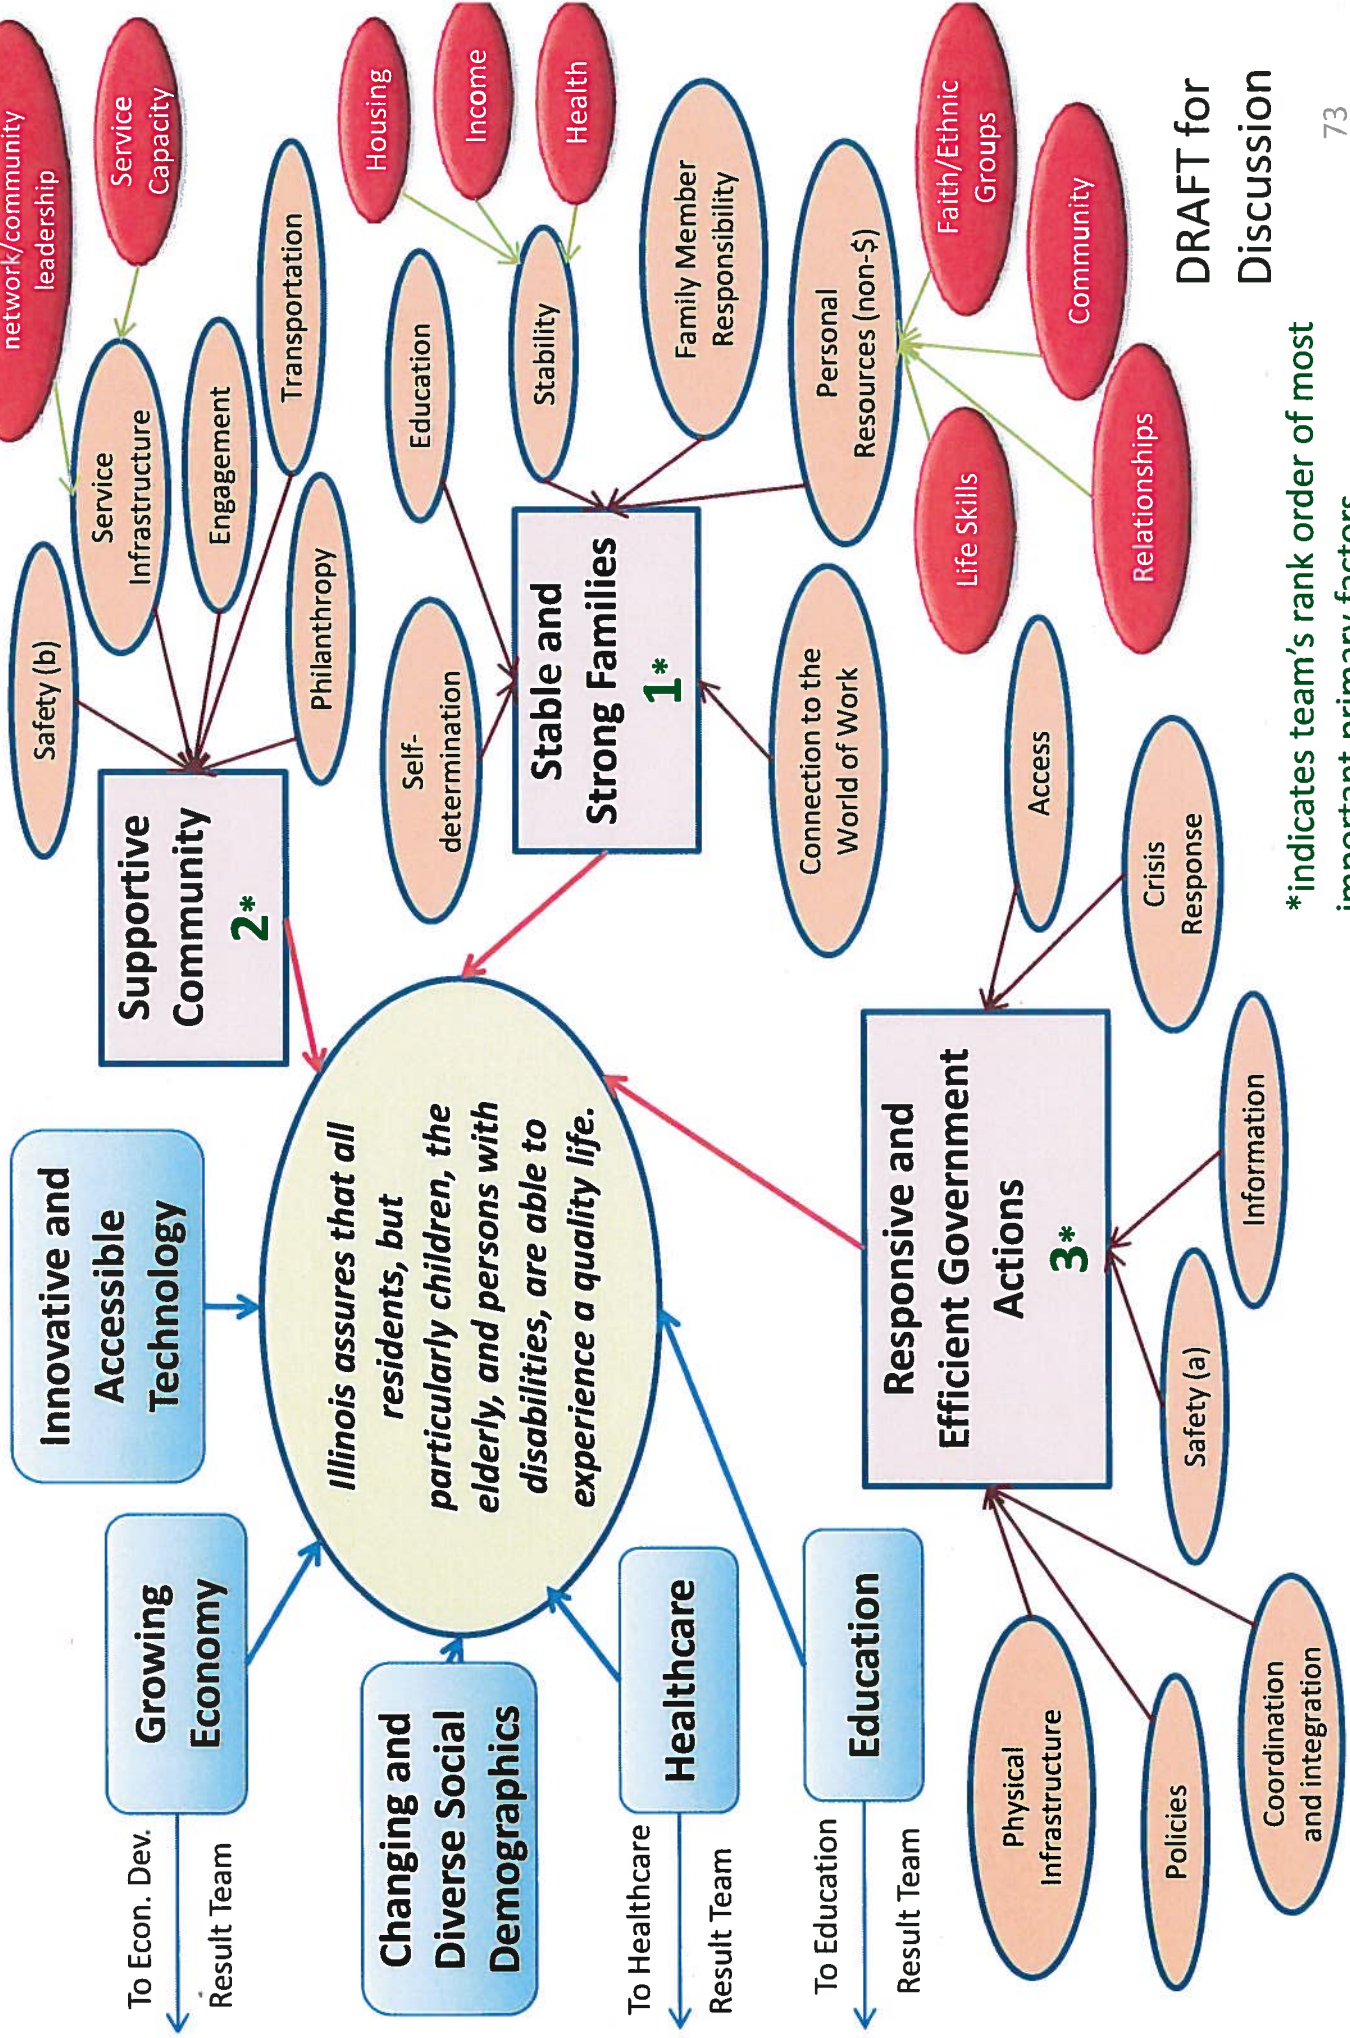 To Econ. Dev.
Result Team
Growing
Economy
Innovative and
Accessible
Technology
Supportive
Community
2*
Safety (b)
Service
Infrastructure
Engagement
Transportation
Philanthropy
network/community
leadership
Service
Capacity
Changing and
Diverse Social
Demographics
Illinois assures that all
residents, but
particularly children, the
elderly, and persons with
disabilities, are able to
experience a quality life.
Self-
determination
Education
Stability
Housing
Income
Health
Stable and
Strong Families
1*
Family Member
Responsibility
To Healthcare
Result Team
Healthcare
Connection to the
World of Work
Personal
Resources (non-$)
To Education
Result Team
Education
Responsive and
Efficient Government
Actions
3*
Access
Crisis
Response
Life Skills
Faith/Ethnic
Groups
Community
Relationships
Physical
Infrastructure
Policies
Coordination
and integration
Safety (a)
Information
DRAFT for
Discussion
*indicates team's rank order of most
important primary factors
73